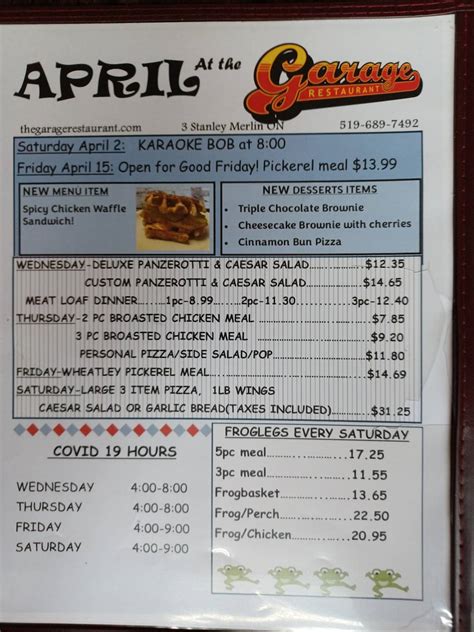 APRIL At the Garage RESTAURANT
thegaragerestaurant.com 3 Stanley Merlin ON 519-689-7492
Saturday April 2: KARAOKE BOB at 8:00
Friday April 15: Open for Good Friday! Pickerel meal $13.99
NEW MENU ITEM
Spicy Chicken Waffle
Sandwich!
NEW DESSERTS ITEMS
• Triple Chocolate Brownie
• Cheesecake Brownie with cherries
• Cinnamon Bun Pizza
WEDNESDAY-DELUXE PANZEROTTI & CAESAR SALAD...............$12.35
CUSTOM PANZEROTTI & CAESAR SALAD...............$14.65
MEAT LOAF DINNER.........1pc-8.99.......2pc-11.30............3pc-12.40
THURSDAY-2 PC BROASTED CHICKEN MEAL ..............................$7.85
3 PC BROASTED CHICKEN MEAL ..............................$9.20
PERSONAL PIZZA/SIDE SALAD/POP..........................$11.80
FRIDAY-WHEATLEY PICKEREL MEAL......................................$14.69
SATURDAY-LARGE 3 ITEM PIZZA, 1LB WINGS
CAESAR SALAD OR GARLIC BREAD(TAXES INCLUDED)..........$31.25
COVID 19 HOURS
WEDNESDAY 4:00-8:00
THURSDAY 4:00-8:00
FRIDAY 4:00-9:00
SATURDAY 4:00-9:00
FROGLEGS EVERY SATURDAY
5pc meal....................17.25
3pc meal....................11.55
Frogbasket................13.65
Frog/Perch................22.50
Frog/Chicken.............20.95